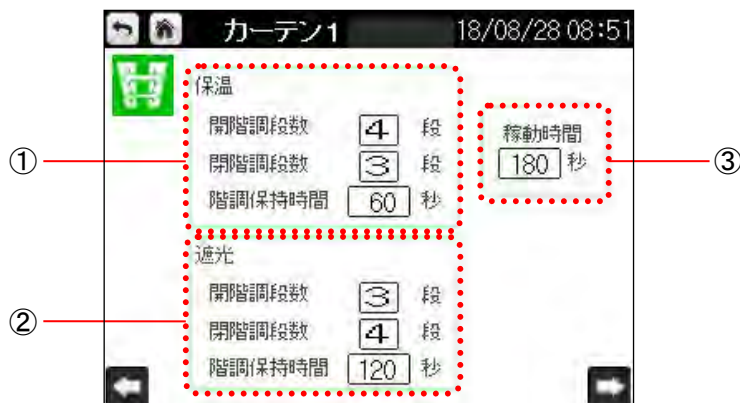 カーテン1 18/08/28 08:51
保温
開階調段数 4 段
閉階調段数 3 段
階調保持時間 60 秒
稼動時間
180 秒
遮光
開階調段数 3 段
閉階調段数 4 段
階調保持時間 120 秒
①
②
③